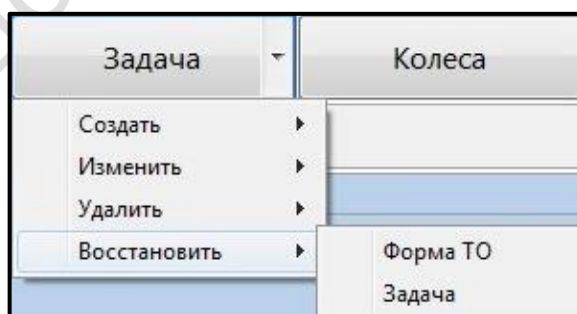 Задача Колеса
Создать
Изменить
Удалить
Восстановить Форма ТО
Задача